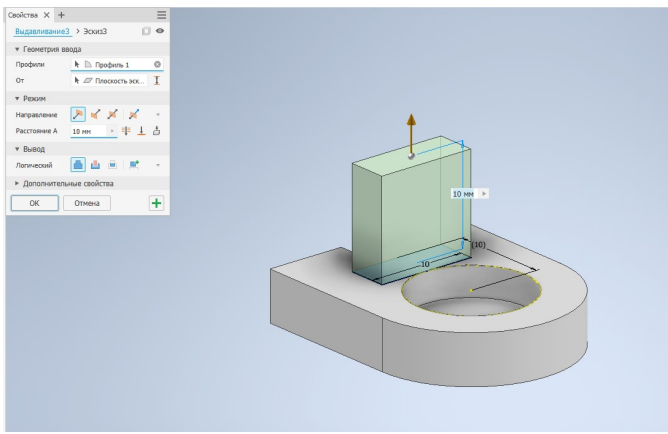 Свойства × +
Выдавливание3 > Эскиз3
Геометрия ввода
Профили Профиль 1
От Плоскость эск...
Режим
Направление
Расстояние A 10 мм
Вывод
Логический
Дополнительные свойства
OK Отмена
10 мм
(10)
10